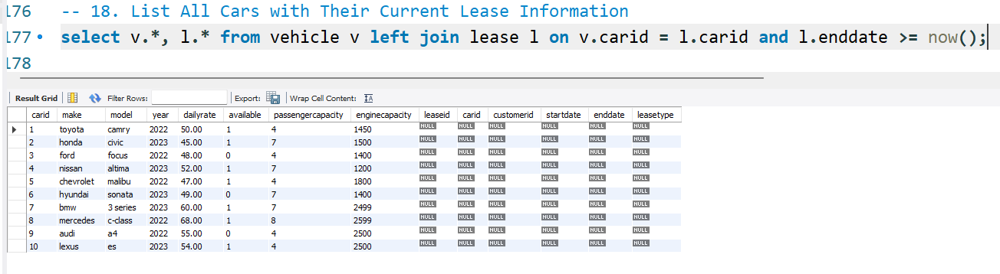 176 -- 18. List All Cars with Their Current Lease Information
177 select v.*, l.* from vehicle v left join lease l on v.carid = l.carid and l.enddate >= now();
178
Result Grid Filter Rows: Export: Wrap Cell Content:
carid make model year dailyrate available passengercapacity enginecapacity leaseid carid customerid startdate enddate leasetype
1 toyota camry 2022 50.00 1 4 1450 NULL NULL NULL NULL NULL NULL
2 honda civic 2023 45.00 1 7 1500 NULL NULL NULL NULL NULL NULL
3 ford focus 2022 48.00 0 4 1400 NULL NULL NULL NULL NULL NULL
4 nissan altima 2023 52.00 1 7 1200 NULL NULL NULL NULL NULL NULL
5 chevrolet malibu 2022 47.00 1 4 1800 NULL NULL NULL NULL NULL NULL
6 hyundai sonata 2023 49.00 0 7 1400 NULL NULL NULL NULL NULL NULL
7 bmw 3 series 2023 60.00 1 7 2499 NULL NULL NULL NULL NULL NULL
8 mercedes c-class 2022 68.00 1 8 2599 NULL NULL NULL NULL NULL NULL
9 audi a4 2022 55.00 0 4 2500 NULL NULL NULL NULL NULL NULL
10 lexus es 2023 54.00 1 4 2500 NULL NULL NULL NULL NULL NULL